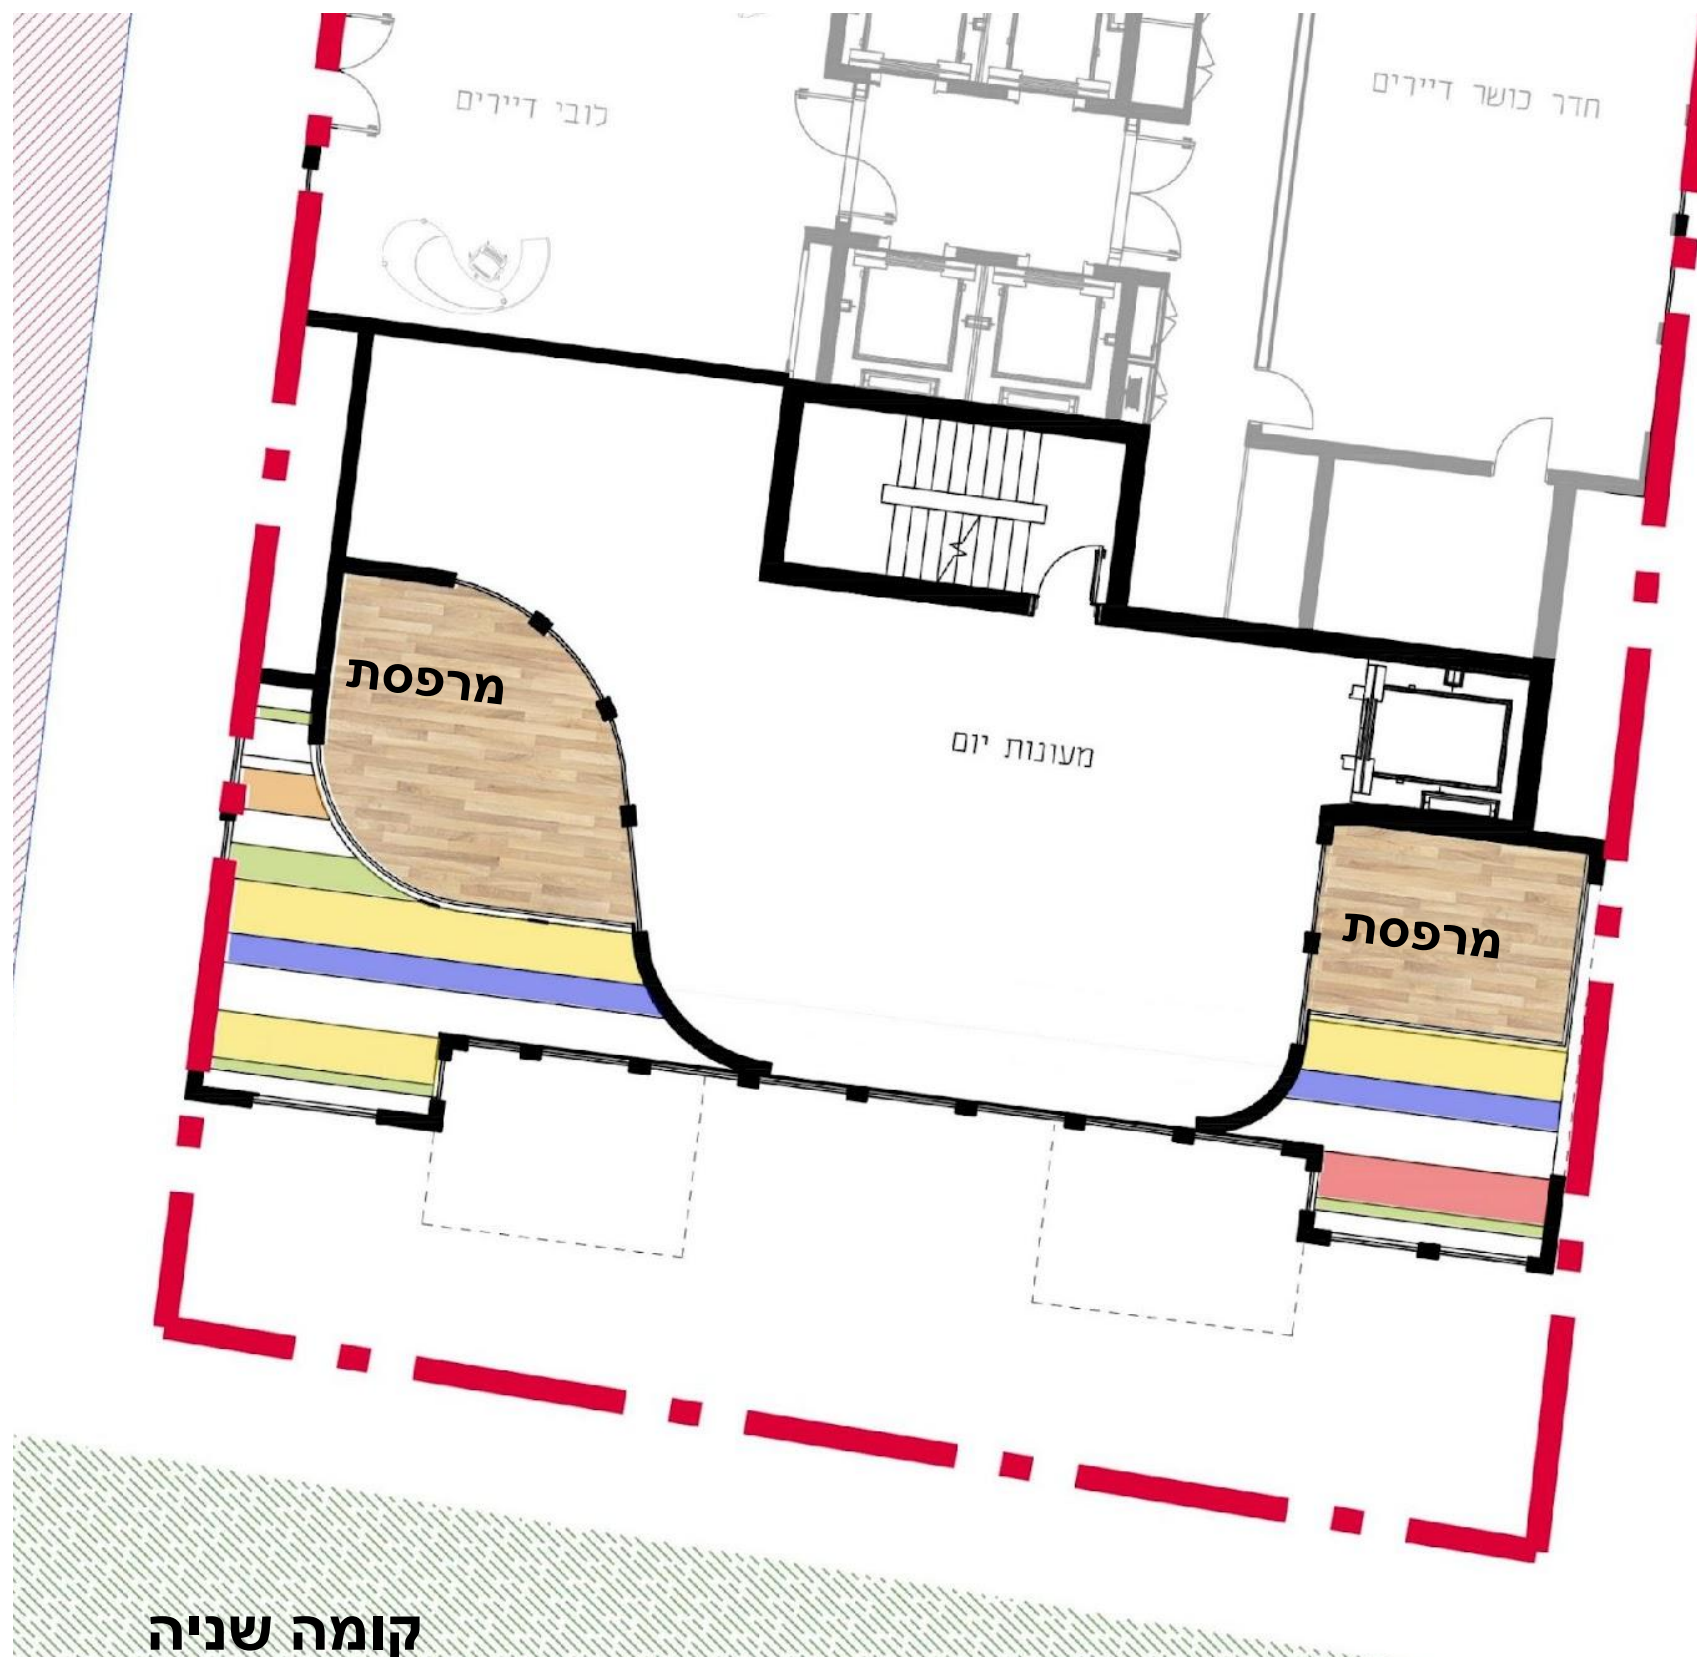 חדר כושר דיירים
לובי דיירים
מרפסת
מעונות יום
מרפסת
קומה שניה